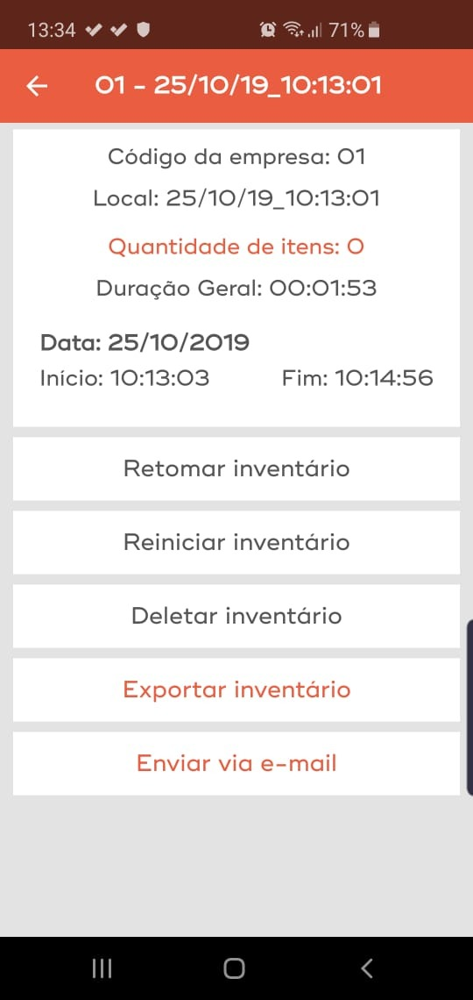 13:34
71%
01 - 25/10/19_10:13:01
Código da empresa: 01
Local: 25/10/19_10:13:01
Quantidade de itens: 0
Duração Geral: 00:01:53
Data: 25/10/2019
Início: 10:13:03 Fim: 10:14:56
Retomar inventário
Reiniciar inventário
Deletar inventário
Exportar inventário
Enviar via e-mail